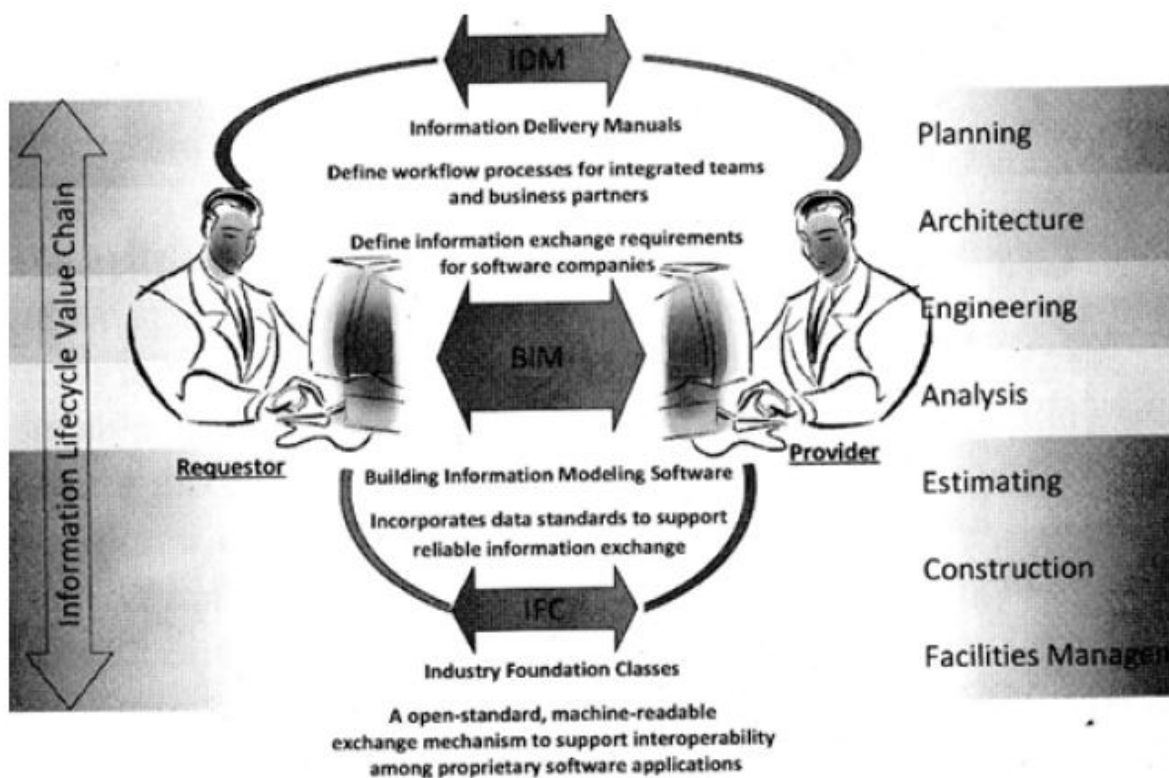 IDM
Information Delivery Manuals
Define workflow processes for integrated teams
and business partners
Define information exchange requirements
for software companies
BIM
Requestor
Provider
Building Information Modeling Software
Incorporates data standards to support
reliable information exchange
IFC
Industry Foundation Classes
A open-standard, machine-readable
exchange mechanism to support interoperability
among proprietary software applications
Information Lifecycle Value Chain
Planning
Architecture
Engineering
Analysis
Estimating
Construction
Facilities Managem